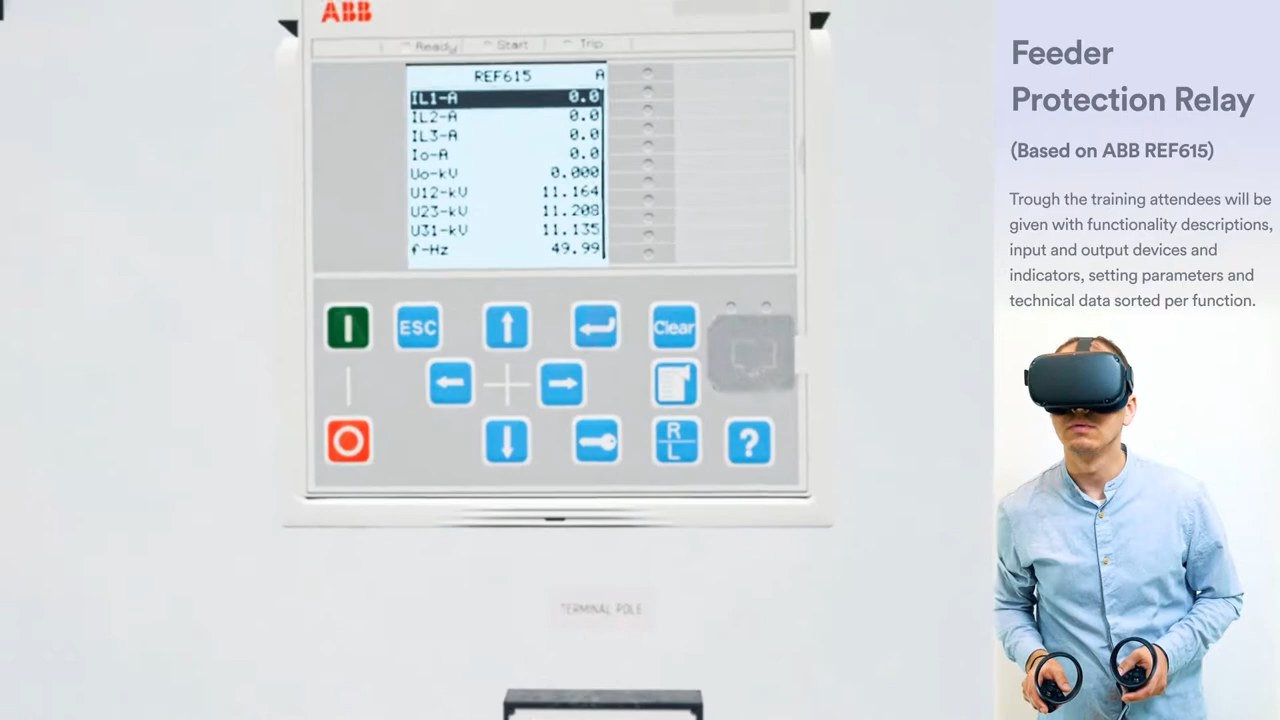 ABB
Ready Start Trip
REF615 A
IL1-A 0.0
IL2-A 0.0
IL3-A 0.0
Io-A 0.0
Uo-kV 0.000
U12-kV 11.164
U23-kV 11.208
U31-kV 11.135
f-Hz 49.99
ESC
Clear
R
L
?
TERMINAL POLE
Feeder
Protection Relay
(Based on ABB REF615)
Trough the training attendees will be
given with functionality descriptions,
input and output devices and
indicators, setting parameters and
technical data sorted per function.